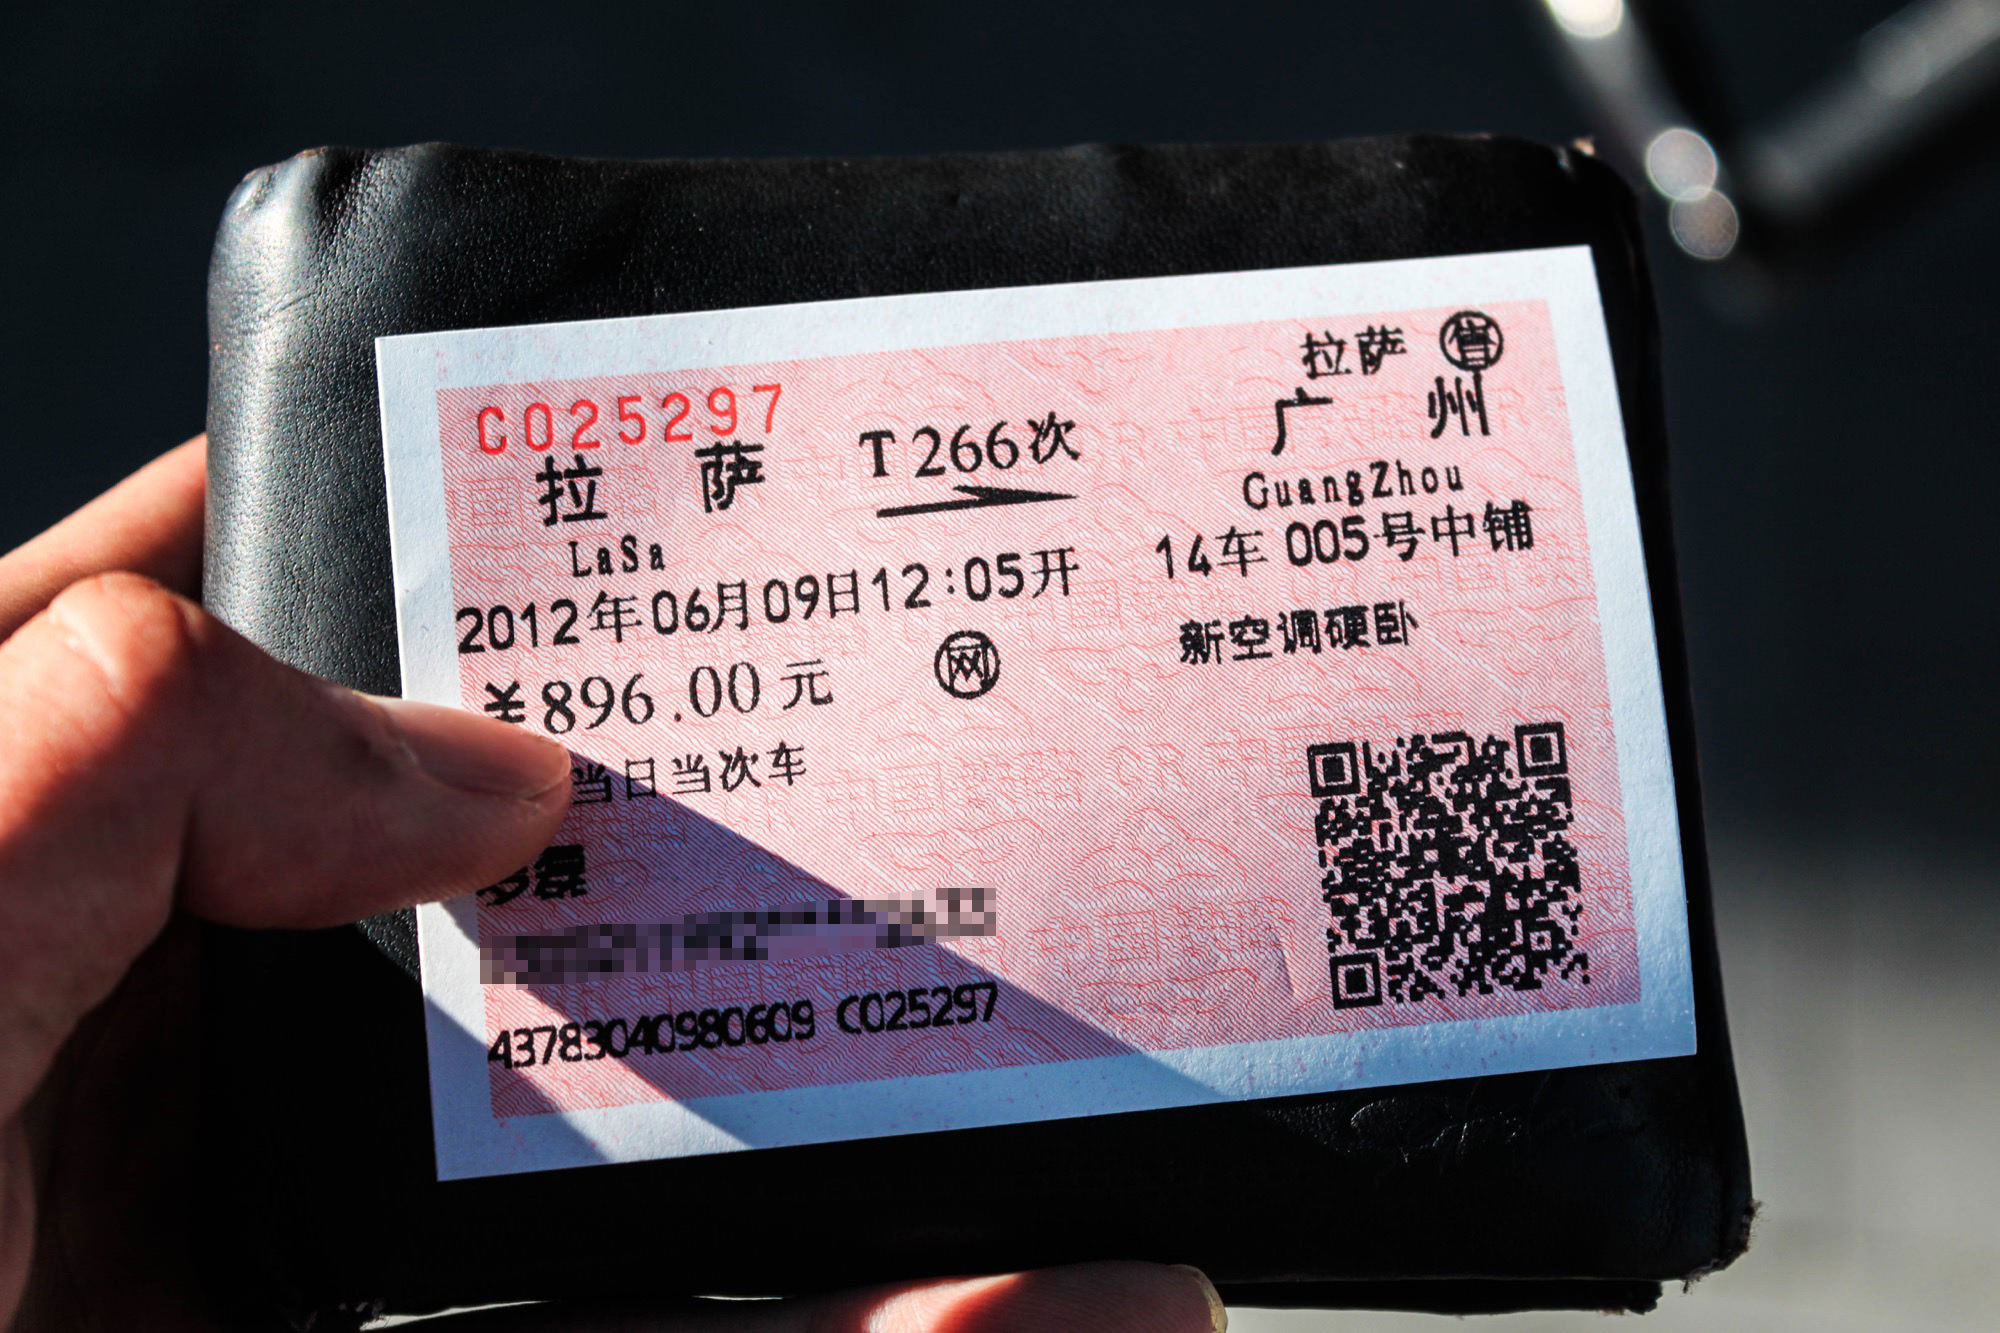 拉萨 售
C025297
拉萨 T266次 广州
LaSa GuangZhou
2012年06月09日12:05开 14车005号中铺
¥896.00元 网 新空调硬卧
当日当次车
磊
43783040980609 C025297